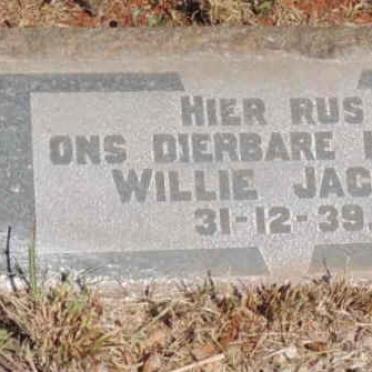 HIER RUS
ONS DIERBARE
WILLIE JAC
31-12-39